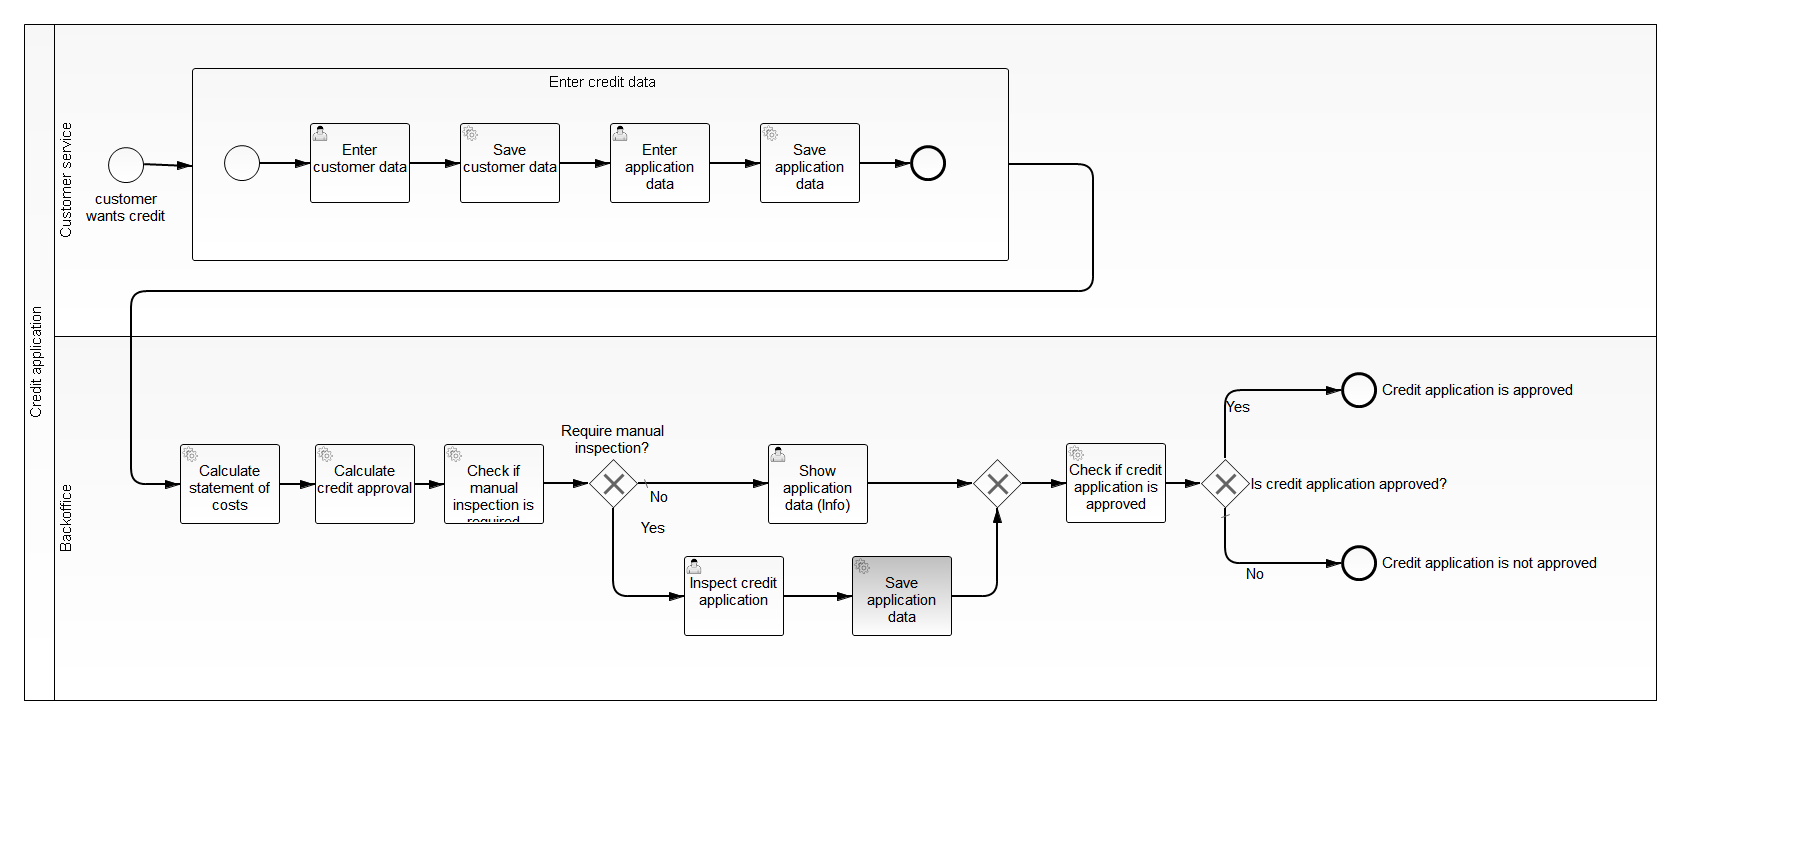 Credit application
Customer service
customer
wants credit
Enter credit data
Enter
customer data
Save
customer data
Enter
application
data
Save
application
data
Backoffice
Calculate
statement of
costs
Calculate
credit approval
Check if
manual
inspection is
required
Require manual
inspection?
No
Yes
Show
application
data (Info)
Inspect credit
application
Save
application
data
Check if credit
application is
approved
Is credit application approved?
Yes
Credit application is approved
No
Credit application is not approved